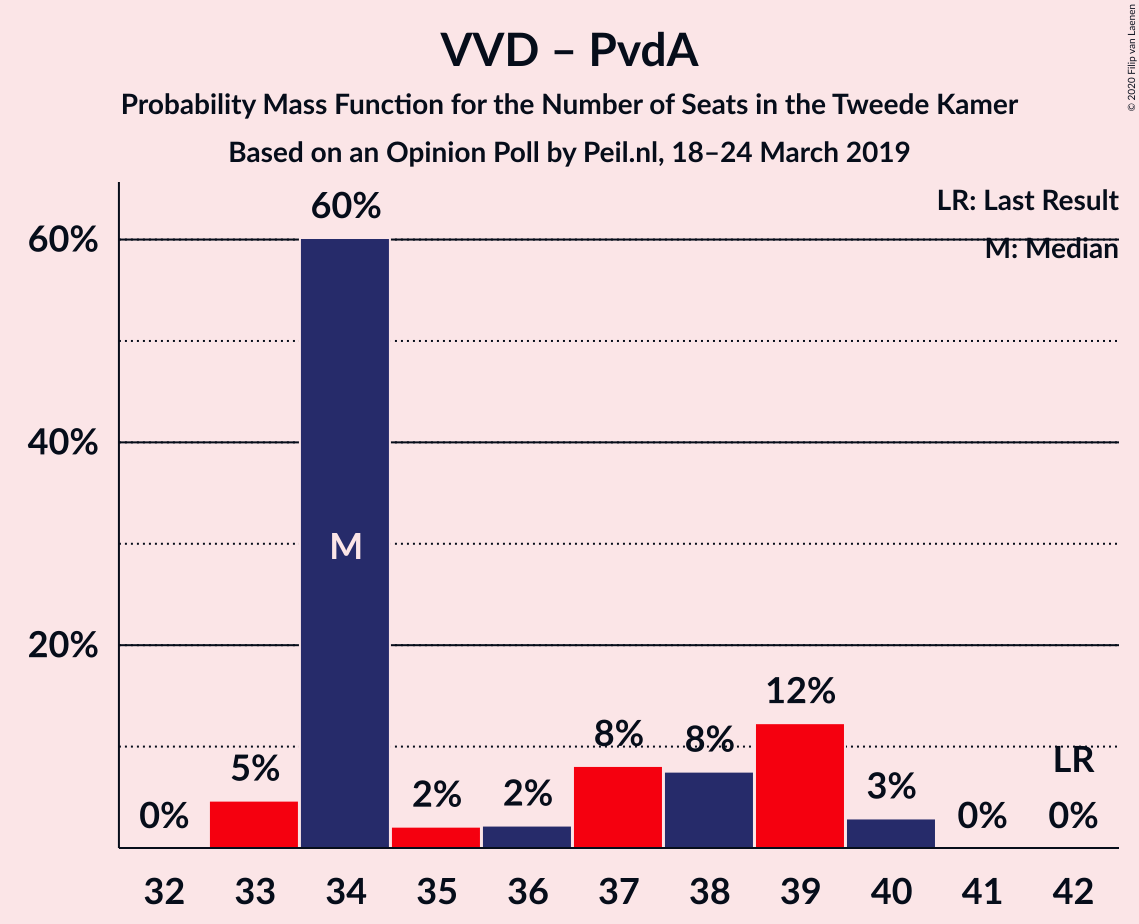 VVD – PvdA
Probability Mass Function for the Number of Seats in the Tweede Kamer
Based on an Opinion Poll by Peil.nl, 18–24 March 2019
© 2020 Filip van Laenen
LR: Last Result
M: Median
60%
40%
20%
0%
5%
60%
M
2%
2%
8%
8%
12%
3%
0%
LR
0%
32 33 34 35 36 37 38 39 40 41 42